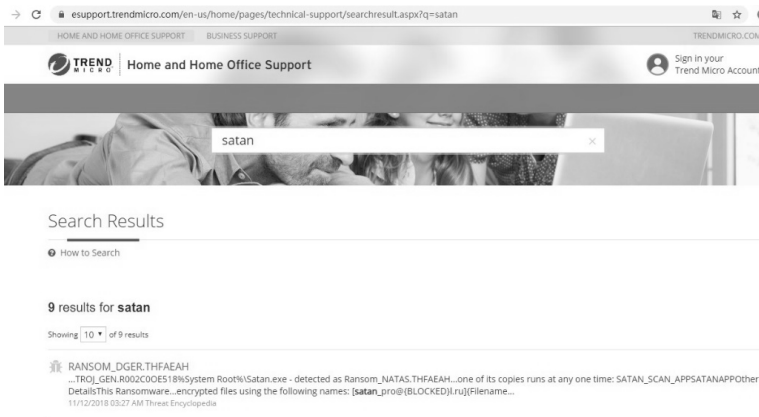 esupport.trendmicro.com/en-us/home/pages/technical-support/searchresult.aspx?q=satan
HOME AND HOME OFFICE SUPPORT BUSINESS SUPPORT TRENDMICRO.COM
TREND MICRO Home and Home Office Support
Sign in your
Trend Micro Account
satan
Search Results
How to Search
9 results for satan
Showing 10 of 9 results
RANSOM_DGER.THFAEAH
...TROJ_GEN.R002C0OE518%System Root%\Satan.exe - detected as Ransom_NATAS.THFAEAH...one of its copies runs at any one time: SATAN_SCAN_APPSATANAPPOther
DetailsThis Ransomware...encrypted files using the following names: [satan_pro@{BLOCKED}l.ru]{Filename...
11/12/2018 03:27 AM Threat Encyclopedia